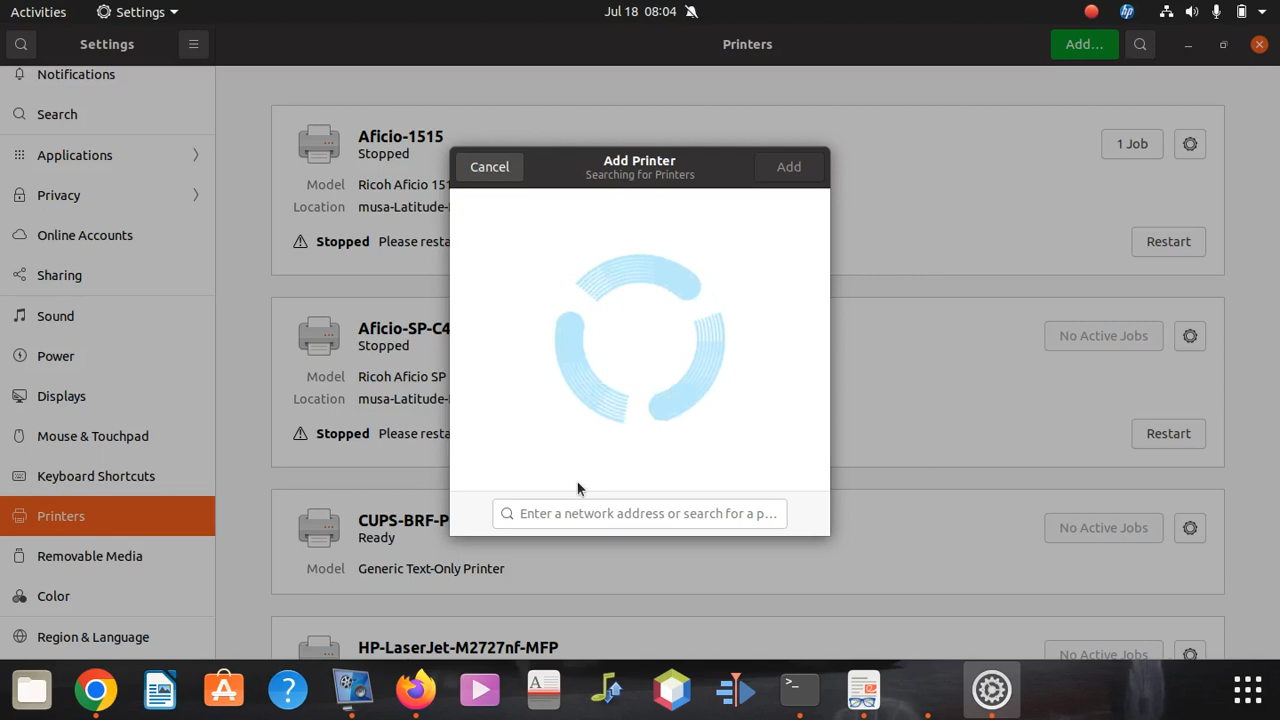 Activities
Settings
Jul 18 08:04
hp
Settings
Printers
Add…
Notifications
Search
Applications
Privacy
Online Accounts
Sharing
Sound
Power
Displays
Mouse & Touchpad
Keyboard Shortcuts
Printers
Removable Media
Color
Region & Language
Aficio-1515
Stopped
1 Job
Model Ricoh Aficio 151
Location musa-Latitude-
Stopped Please resta
Restart
Aficio-SP-C4
Stopped
No Active Jobs
Model Ricoh Aficio SP
Location musa-Latitude-
Stopped Please resta
Restart
CUPS-BRF-P
Ready
No Active Jobs
Model Generic Text-Only Printer
HP-LaserJet-M2727nf-MFP
No Active Jobs
Cancel
Add Printer
Searching for Printers
Add
Enter a network address or search for a p…